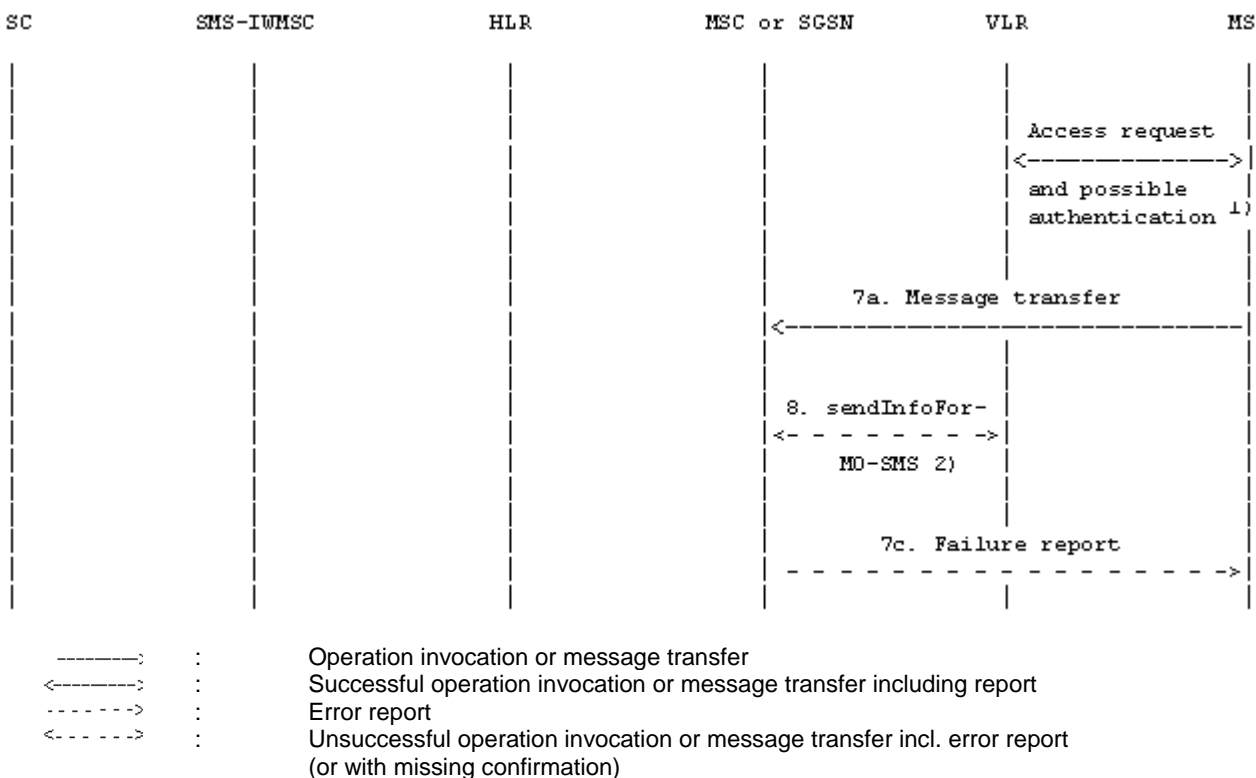 SC SMS-IWMSC HLR MSC or SGSN VLR MS
Access request
and possible
authentication 1)
7a. Message transfer
8. sendInfoFor-
MO-SMS 2)
7c. Failure report
: Operation invocation or message transfer
: Successful operation invocation or message transfer including report
: Error report
: Unsuccessful operation invocation or message transfer incl. error report
(or with missing confirmation)